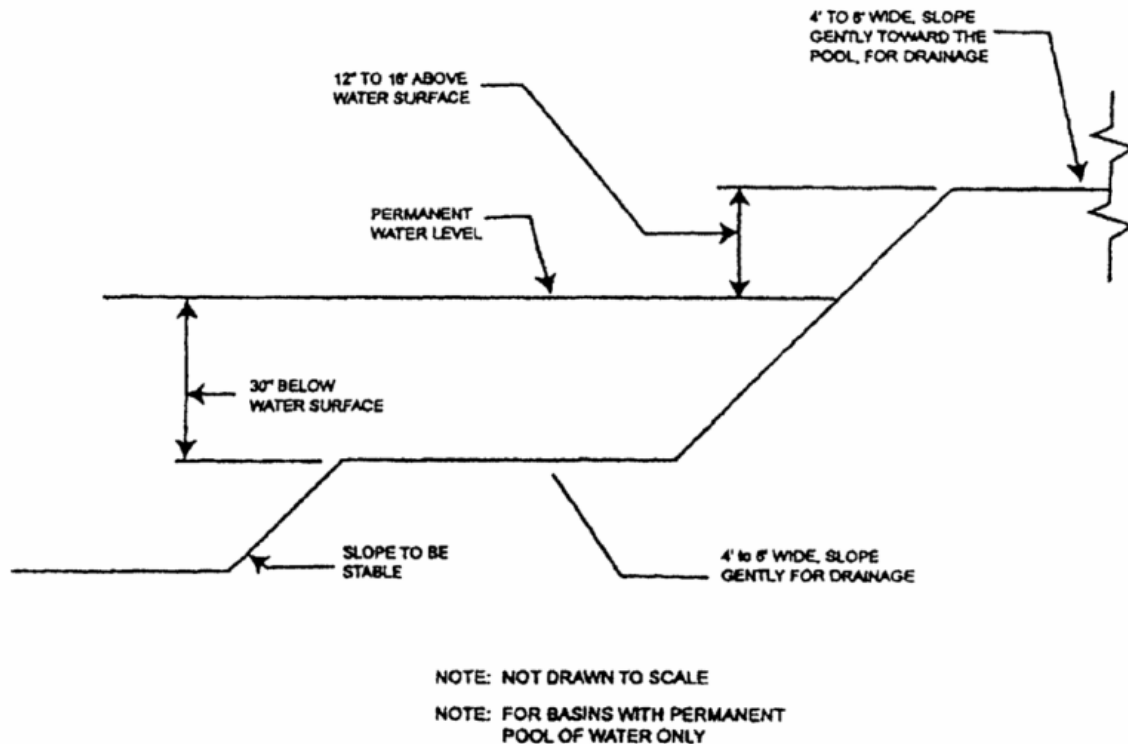 4' TO 6' WIDE, SLOPE
GENTLY TOWARD THE
POOL, FOR DRAINAGE
12" TO 18" ABOVE
WATER SURFACE
PERMANENT
WATER LEVEL
30" BELOW
WATER SURFACE
SLOPE TO BE
STABLE
4' to 6' WIDE, SLOPE
GENTLY FOR DRAINAGE
NOTE: NOT DRAWN TO SCALE
NOTE: FOR BASINS WITH PERMANENT
POOL OF WATER ONLY